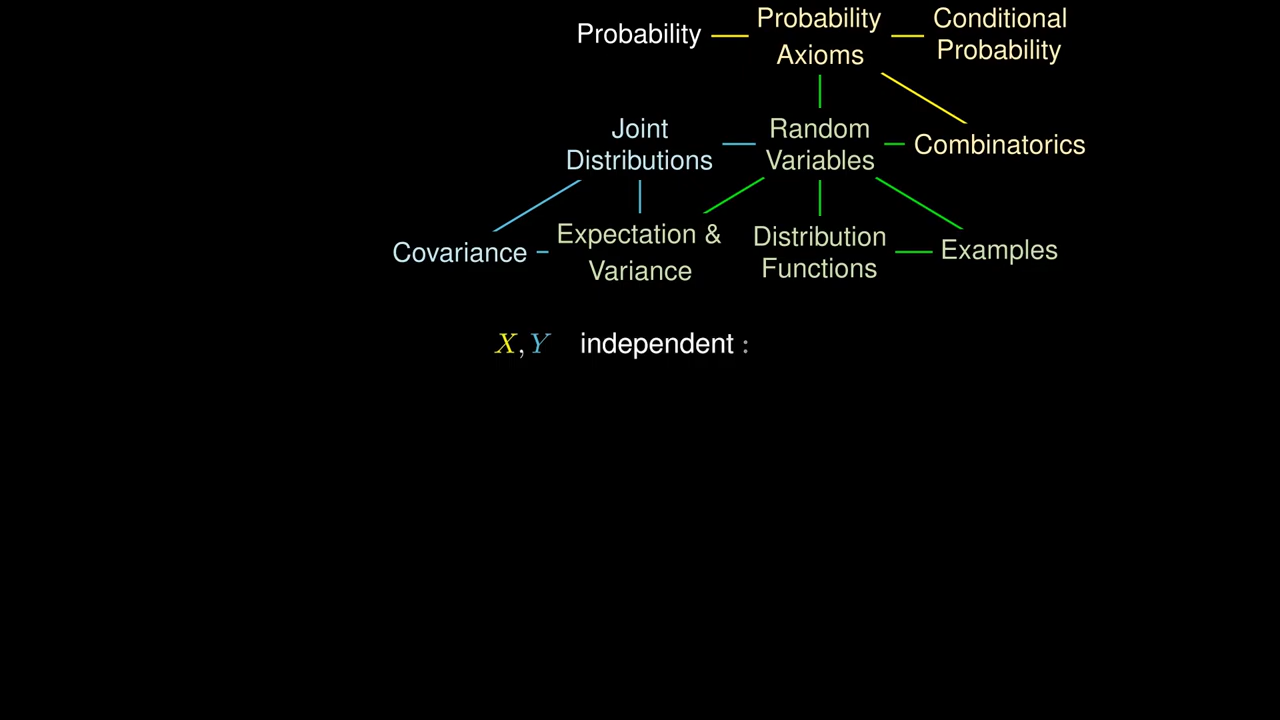 Probability
Probability
Axioms
Conditional
Probability
Joint
Distributions
Random
Variables
Combinatorics
Covariance
Expectation &
Variance
Distribution
Functions
Examples
X, Y independent :